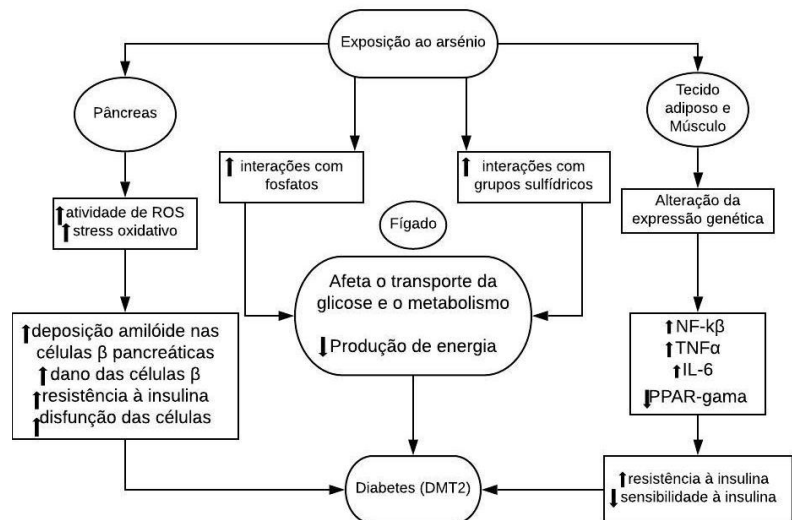 Exposição ao arsénio
Pâncreas
Tecido
adiposo e
Músculo
interações com
fosfatos
interações com
grupos sulfídricos
atividade de ROS
stress oxidativo
Fígado
Alteração da
expressão genética
Afeta o transporte da
glicose e o metabolismo
Produção de energia
deposição amilóide nas
células β pancreáticas
dano das células β
resistência à insulina
disfunção das células
NF-kβ
TNFα
IL-6
PPAR-gama
Diabetes (DMT2)
resistência à insulina
sensibilidade à insulina